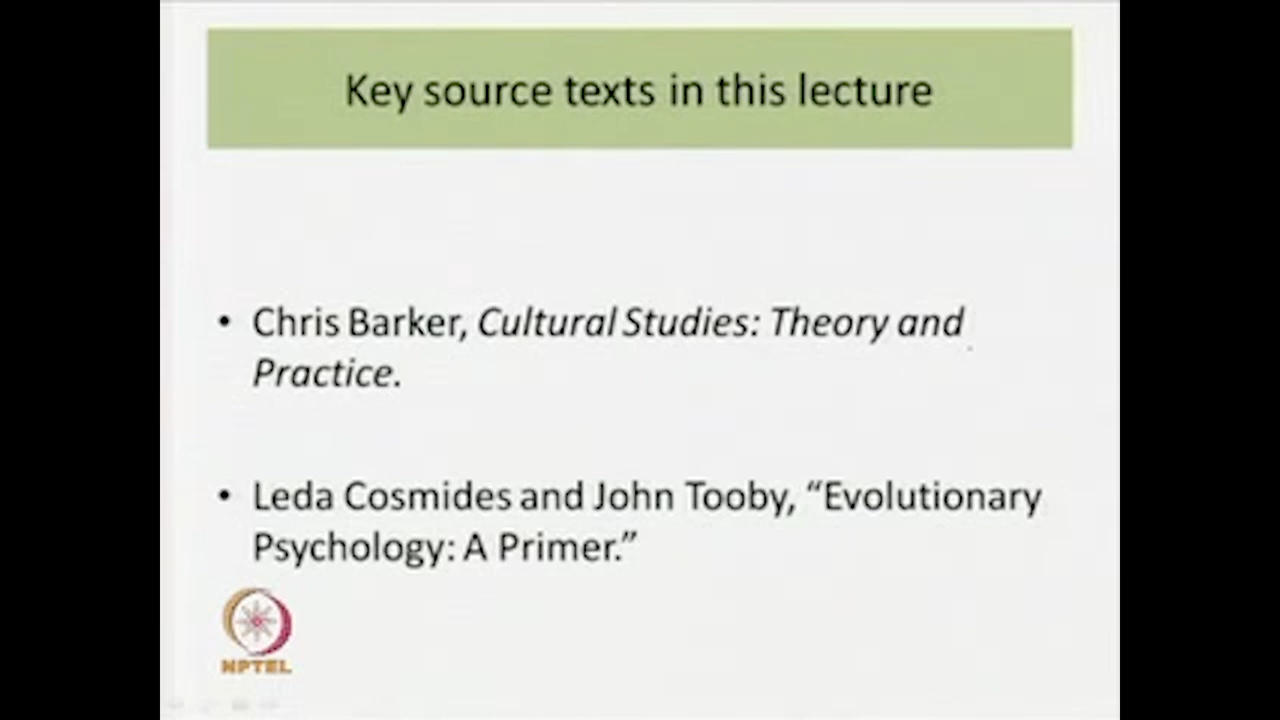 Key source texts in this lecture
• Chris Barker, Cultural Studies: Theory and
Practice.
• Leda Cosmides and John Tooby, “Evolutionary
Psychology: A Primer.”
NPTEL